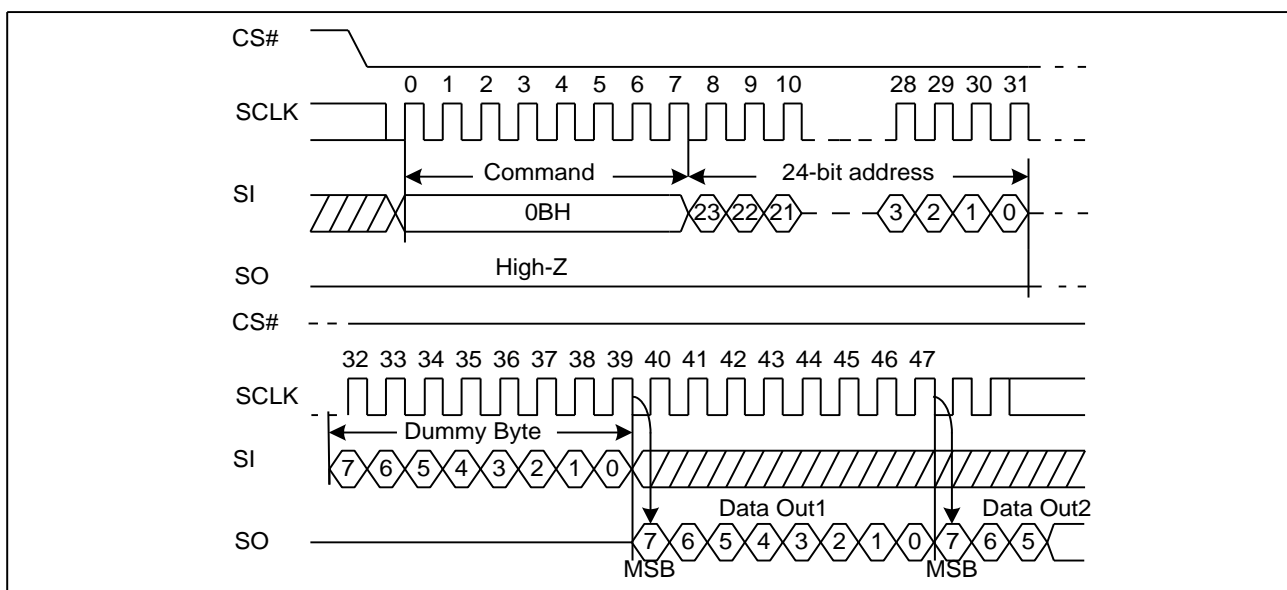 CS#
0 1 2 3 4 5 6 7 8 9 10 28 29 30 31
SCLK
Command 24-bit address
SI
0BH 23 22 21 3 2 1 0
High-Z
SO
CS#
32 33 34 35 36 37 38 39 40 41 42 43 44 45 46 47
SCLK
Dummy Byte
SI
7 6 5 4 3 2 1 0
Data Out1 Data Out2
SO
7 6 5 4 3 2 1 0 7 6 5
MSB MSB